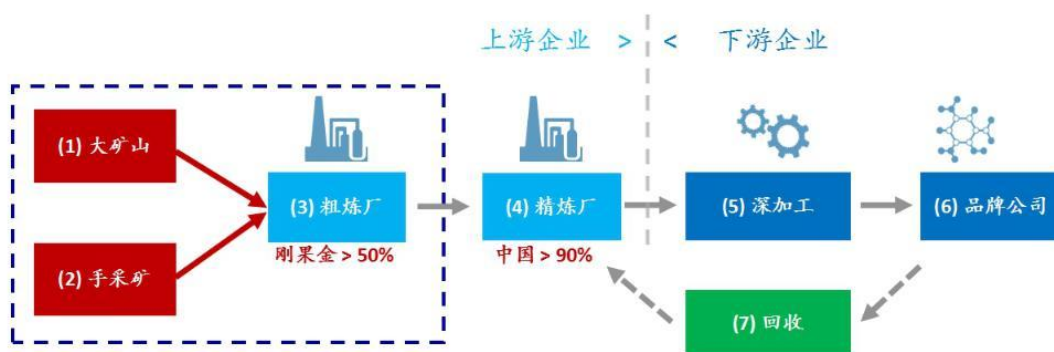 上游企业 > < 下游企业
(1) 大矿山
(2) 手采矿
(3) 粗炼厂
刚果金 > 50%
(4) 精炼厂
中国 > 90%
(5) 深加工
(6) 品牌公司
(7) 回收